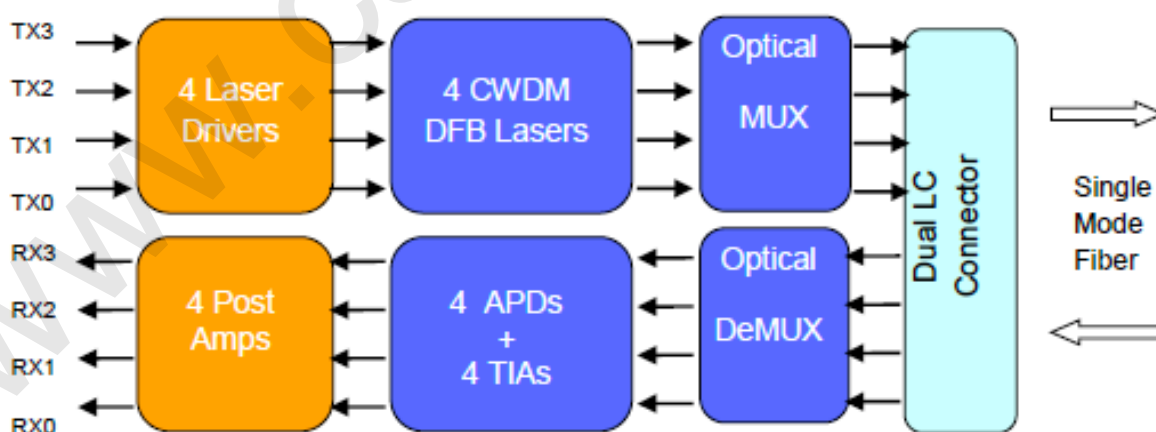 TX3
TX2
TX1
TX0
4 Laser
Drivers
4 CWDM
DFB Lasers
Optical
MUX
Dual LC
Connector
Single
Mode
Fiber
RX3
RX2
RX1
RX0
4 Post
Amps
4 APDs
+
4 TIAs
Optical
DeMUX
www.c